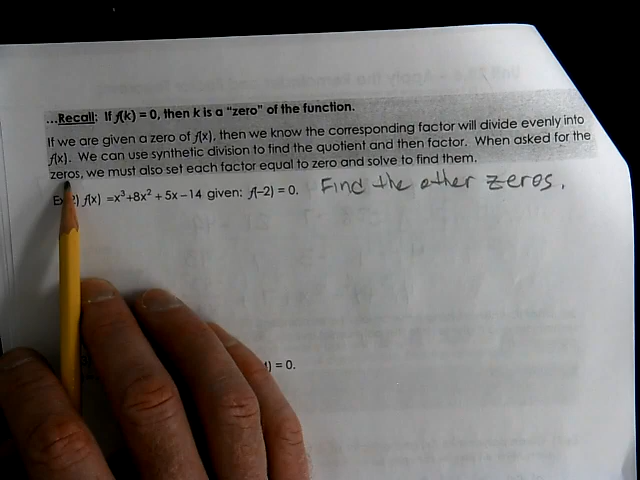 ...Recall: If f(k) = 0, then k is a "zero" of the function.
If we are given a zero of f(x), then we know the corresponding factor will divide evenly into
f(x). We can use synthetic division to find the quotient and then factor. When asked for the
zeros, we must also set each factor equal to zero and solve to find them.
2) f(x) =x³+8x² + 5x – 14 given: f(–2) = 0. Find the other zeros.
) = 0.